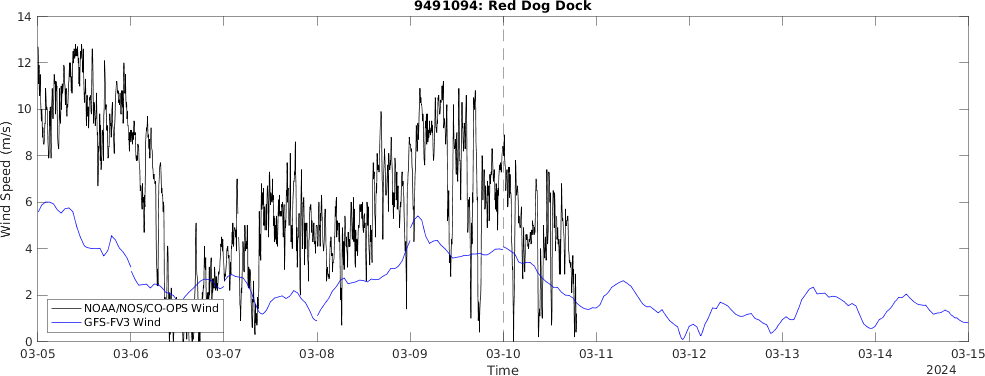 9491094: Red Dog Dock
Wind Speed (m/s)
14
12
10
8
6
4
2
0
NOAA/NOS/CO-OPS Wind
GFS-FV3 Wind
03-05 03-06 03-07 03-08 03-09 03-10 03-11 03-12 03-13 03-14 03-15
Time
2024